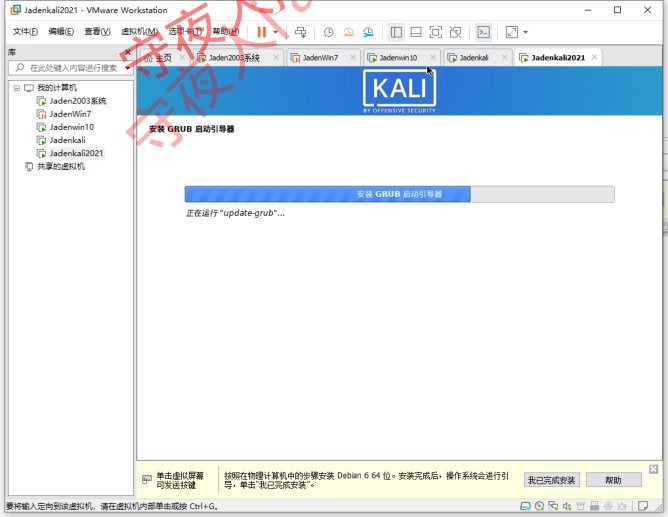 Jadenkali2021 - VMware Workstation
文件(F) 编辑(E) 查看(V) 虚拟机(M) 选项卡(T) 帮助(H)
库
主页 Jaden2003系统 JadenWin7 Jadenwin10 Jadenkali Jadenkali2021
在此处键入内容进行搜索
我的计算机
Jaden2003系统
JadenWin7
Jadenwin10
Jadenkali
Jadenkali2021
共享的虚拟机
守夜人
守夜人
KALI
BY OFFENSIVE SECURITY
安装 GRUB 启动引导器
安装 GRUB 启动引导器
正在运行 "update-grub"...
单击虚拟屏幕
可发送按键
按照在物理计算机中的步骤安装 Debian 6 64 位。安装完成后，操作系统会进行引
导，单击"我已完成安装"。
我已完成安装 帮助
要将输入定向到该虚拟机，请在虚拟机内部单击或按 Ctrl+G。